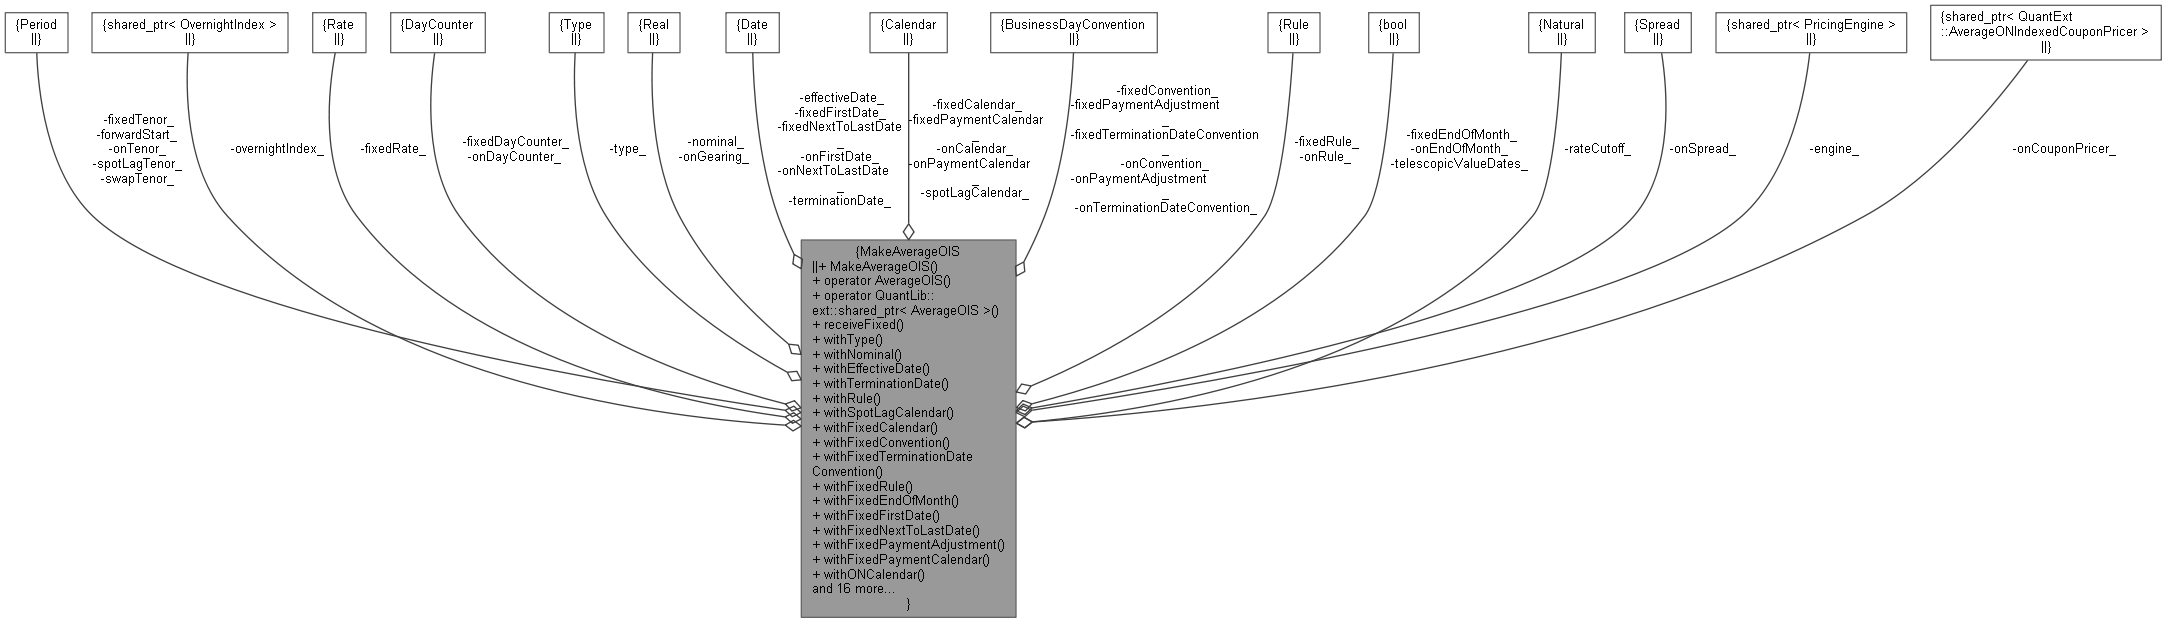 {Period
||}
{shared_ptr< OvernightIndex >
||}
{Rate
||}
{DayCounter
||}
{Type
||}
{Real
||}
{Date
||}
{Calendar
||}
{BusinessDayConvention
||}
{Rule
||}
{bool
||}
{Natural
||}
{Spread
||}
{shared_ptr< PricingEngine >
||}
{shared_ptr< QuantExt
::AverageONIndexedCouponPricer >
||}
-fixedTenor_
-forwardStart_
-onTenor_
-spotLagTenor_
-swapTenor_
-overnightIndex_
-fixedRate_
-fixedDayCounter_
-onDayCounter_
-type_
-nominal_
-onGearing_
-effectiveDate_
-fixedFirstDate_
-fixedNextToLastDate
_
-onFirstDate_
-onNextToLastDate
_
-terminationDate_
-fixedCalendar_
-fixedPaymentCalendar
_
-onCalendar_
-onPaymentCalendar
_
-spotLagCalendar_
-fixedConvention_
-fixedPaymentAdjustment
_
-fixedTerminationDateConvention
_
-onConvention_
-onPaymentAdjustment
_
-onTerminationDateConvention_
-fixedRule_
-onRule_
-fixedEndOfMonth_
-onEndOfMonth_
-telescopicValueDates_
-rateCutoff_
-onSpread_
-engine_
-onCouponPricer_
{MakeAverageOIS
||+ MakeAverageOIS()
+ operator AverageOIS()
+ operator QuantLib::
ext::shared_ptr< AverageOIS >()
+ receiveFixed()
+ withType()
+ withNominal()
+ withEffectiveDate()
+ withTerminationDate()
+ withRule()
+ withSpotLagCalendar()
+ withFixedCalendar()
+ withFixedConvention()
+ withFixedTerminationDate
Convention()
+ withFixedRule()
+ withFixedEndOfMonth()
+ withFixedFirstDate()
+ withFixedNextToLastDate()
+ withFixedPaymentAdjustment()
+ withFixedPaymentCalendar()
+ withONCalendar()
and 16 more...
}